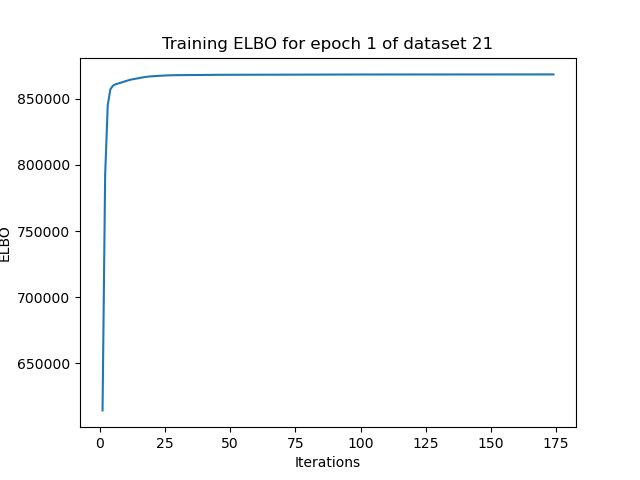 Training ELBO for epoch 1 of dataset 21
ELBO
850000
800000
750000
700000
650000
0 25 50 75 100 125 150 175
Iterations